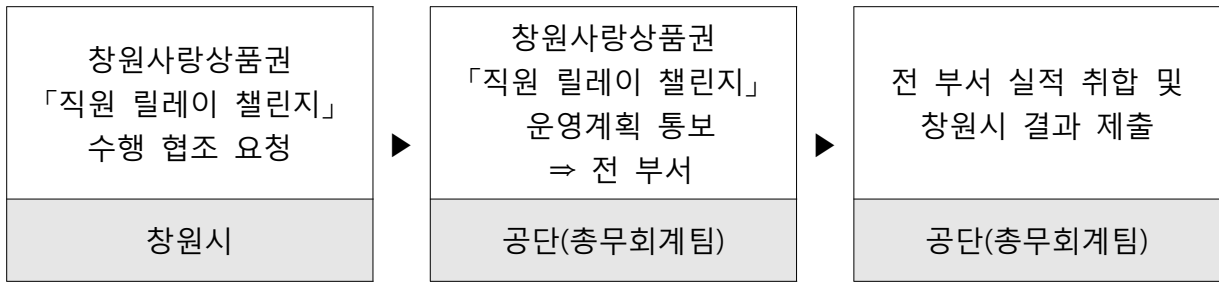 창원사랑상품권
「직원 릴레이 챌린지」
수행 협조 요청
창원시
▶
창원사랑상품권
「직원 릴레이 챌린지」
운영계획 통보
⇒ 전 부서
공단(총무회계팀)
▶
전 부서 실적 취합 및
창원시 결과 제출
공단(총무회계팀)